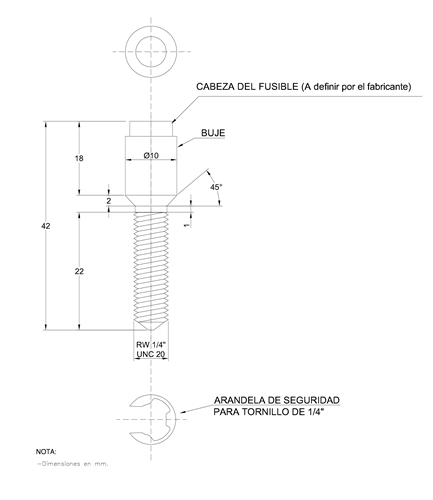 CABEZA DEL FUSIBLE (A definir por el fabricante)
BUJE
18
Ø10
45°
2
42
1
22
RW 1/4"
UNC 20
ARANDELA DE SEGURIDAD
PARA TORNILLO DE 1/4"
NOTA:
-Dimensiones en mm.